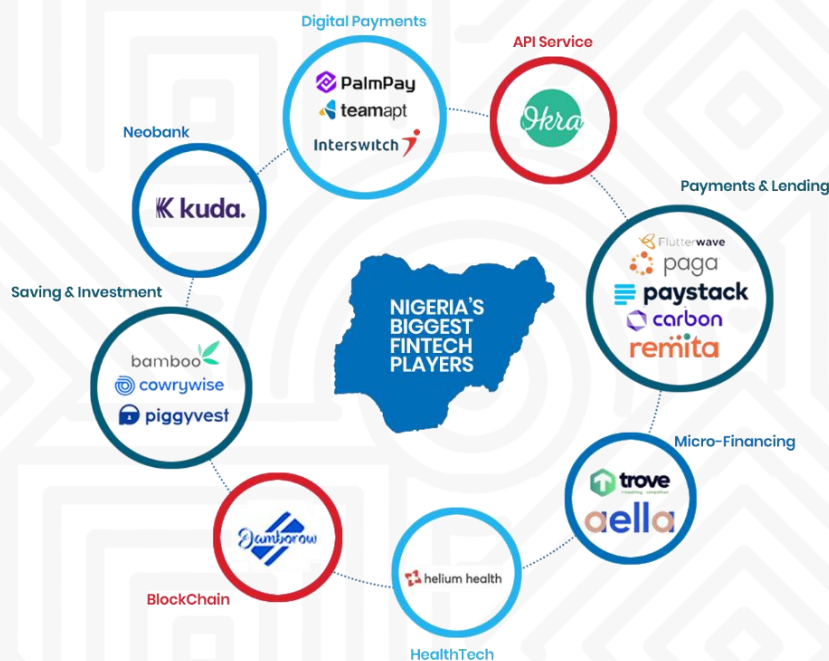 Digital Payments
PalmPay
teamapt
Interswitch
API Service
Okra
Payments & Lending
Flutterwave
paga
paystack
carbon
remita
Micro-Financing
trove
aella
HealthTech
helium health
BlockChain
Jamborow
Saving & Investment
bamboo
cowrywise
piggyvest
Neobank
kuda.
NIGERIA'S
BIGGEST
FINTECH
PLAYERS